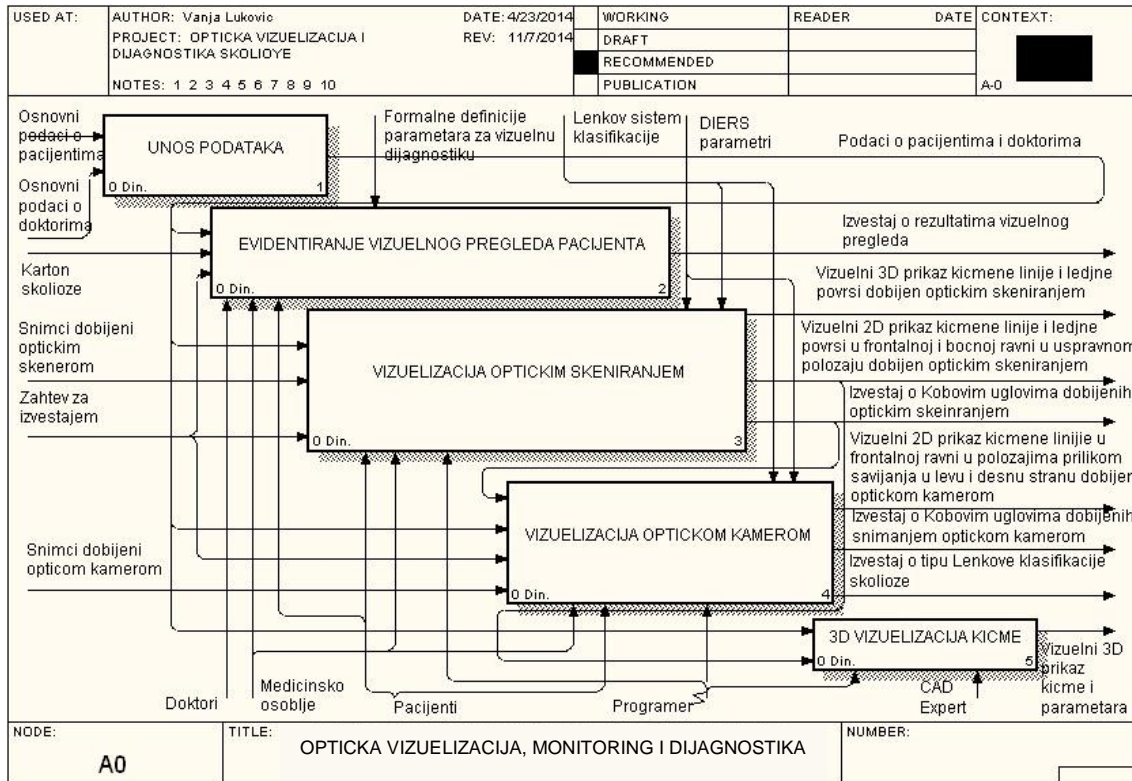 USED AT:
AUTHOR: Vanja Lukovic
DATE: 4/23/2014
PROJECT: OPTICKA VIZUELIZACIJA I
DIJAGNOSTIKA SKOLIOYE
REV: 11/7/2014
NOTES: 1 2 3 4 5 6 7 8 9 10
WORKING
DRAFT
RECOMMENDED
PUBLICATION
READER
DATE
CONTEXT:
A-0
Osnovni
podaci o
pacijentima
UNOS PODATAKA
0 Din.
1
Formalne definicije
parametara za vizuelnu
dijagnostiku
Lenkov sistem
klasifikacije
DIERS
parametri
Podaci o pacijentima i doktorima
Osnovni
podaci o
doktorima
EVIDENTIRANJE VIZUELNOG PREGLEDA PACIJENTA
0 Din.
2
Izvestaj o rezultatima vizuelnog
pregleda
Karton
skolioze
Vizuelni 3D prikaz kicmene linije i ledjne
povrsi dobijen optickim skeniranjem
Snimci dobijeni
optickim
skenerom
VIZUELIZACIJA OPTICKIM SKENIRANJEM
0 Din.
3
Vizuelni 2D prikaz kicmene linije i ledjne
povrsi u frontalnoj i bocnoj ravni u uspravnom
polozaju dobijen optickim skeniranjem
Zahtev za
izvestajem
Izvestaj o Kobovim uglovima dobijenih
optickim skeinranjem
Vizuelni 2D prikaz kicmene linijie u
frontalnoj ravni u polozajima prilikom
savijanja u levu i desnu stranu dobijen
optickom kamerom
VIZUELIZACIJA OPTICKOM KAMEROM
0 Din.
4
Izvestaj o Kobovim uglovima dobijenih
snimanjem optickom kamerom
Snimci dobijeni
opticom kamerom
Izvestaj o tipu Lenkove klasifikacije
skolioze
3D VIZUELIZACIJA KICME
0 Din.
5
Vizuelni 3D
prikaz
kicme i
parametara
Doktori
Medicinsko
osoblje
Pacijenti
Programer
CAD
Expert
NODE:
A0
TITLE:
OPTICKA VIZUELIZACIJA, MONITORING I DIJAGNOSTIKA
NUMBER: